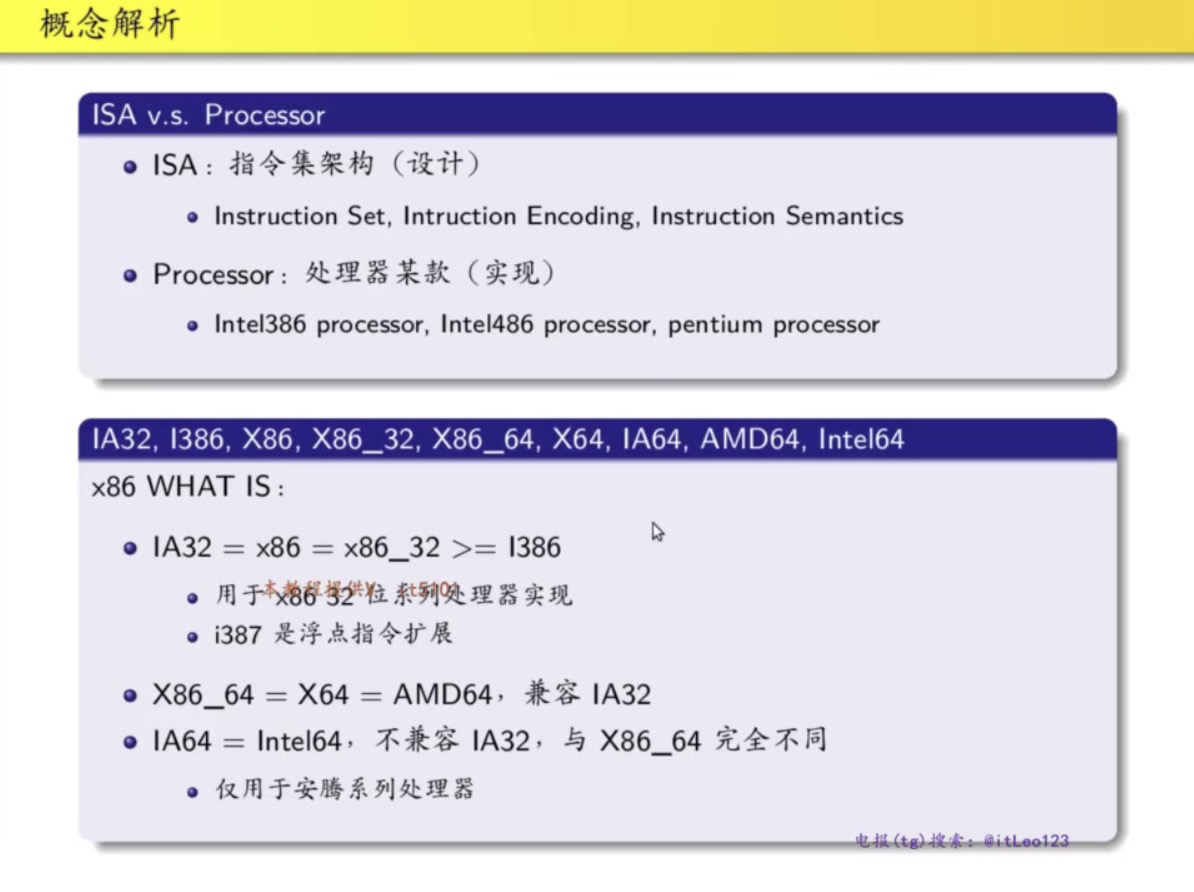 概念解析
ISA v.s. Processor
ISA：指令集架构（设计）
Instruction Set, Intruction Encoding, Instruction Semantics
Processor：处理器某款（实现）
Intel386 processor, Intel486 processor, pentium processor
IA32, I386, X86, X86_32, X86_64, X64, IA64, AMD64, Intel64
x86 WHAT IS：
IA32 = x86 = x86_32 >= I386
用于 x86 32 位系列处理器实现
本教程提供
i387 是浮点指令扩展
X86_64 = X64 = AMD64，兼容 IA32
IA64 = Intel64，不兼容 IA32，与 X86_64 完全不同
仅用于安腾系列处理器
电报(tg)搜索：@itLeo123